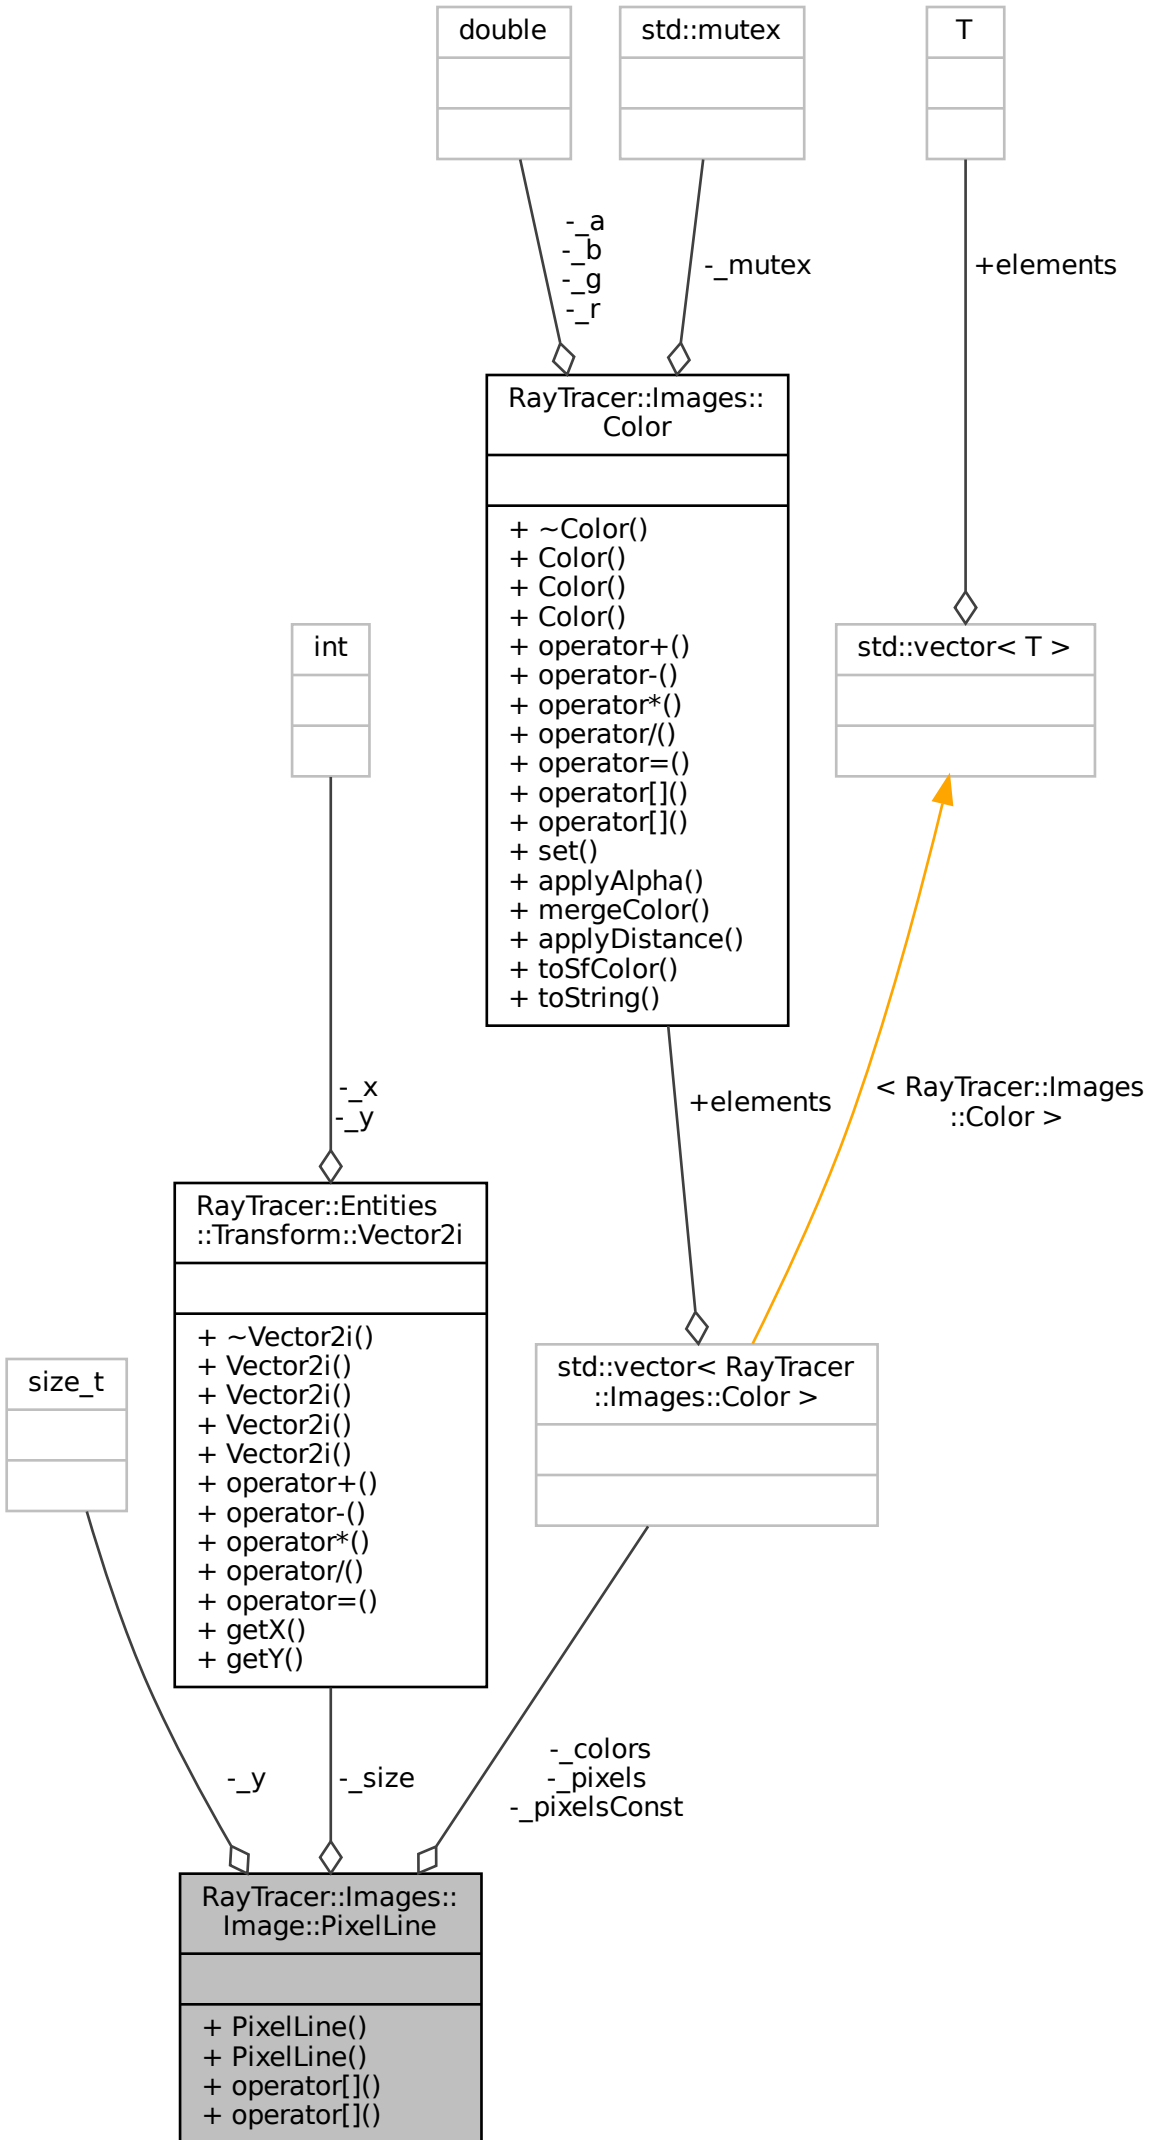 double
std::mutex
T
-_a
-_b
-_g
-_r
-_mutex
+elements
RayTracer::Images::
Color
+ ~Color()
+ Color()
+ Color()
+ Color()
+ operator+()
+ operator-()
+ operator*()
+ operator/()
+ operator=()
+ operator[]()
+ operator[]()
+ set()
+ applyAlpha()
+ mergeColor()
+ applyDistance()
+ toSfColor()
+ toString()
int
std::vector< T >
-_x
-_y
+elements
< RayTracer::Images
::Color >
RayTracer::Entities
::Transform::Vector2i
+ ~Vector2i()
+ Vector2i()
+ Vector2i()
+ Vector2i()
+ Vector2i()
+ operator+()
+ operator-()
+ operator*()
+ operator/()
+ operator=()
+ getX()
+ getY()
size_t
std::vector< RayTracer
::Images::Color >
-_y
-_size
-_colors
-_pixels
-_pixelsConst
RayTracer::Images::
Image::PixelLine
+ PixelLine()
+ PixelLine()
+ operator[]()
+ operator[]()